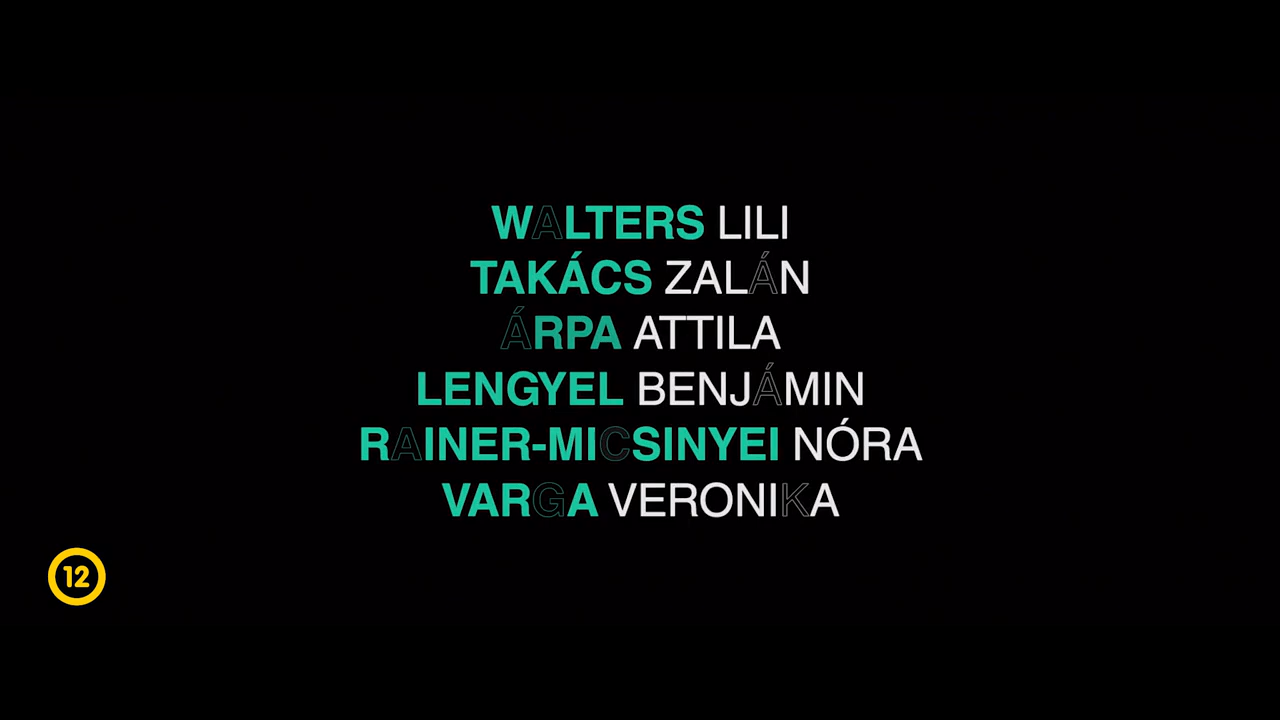 WALTERS LILI
TAKÁCS ZALÁN
ÁRPA ATTILA
LENGYEL BENJÁMIN
RAINER-MICSINYEI NÓRA
VARGA VERONIKA
12